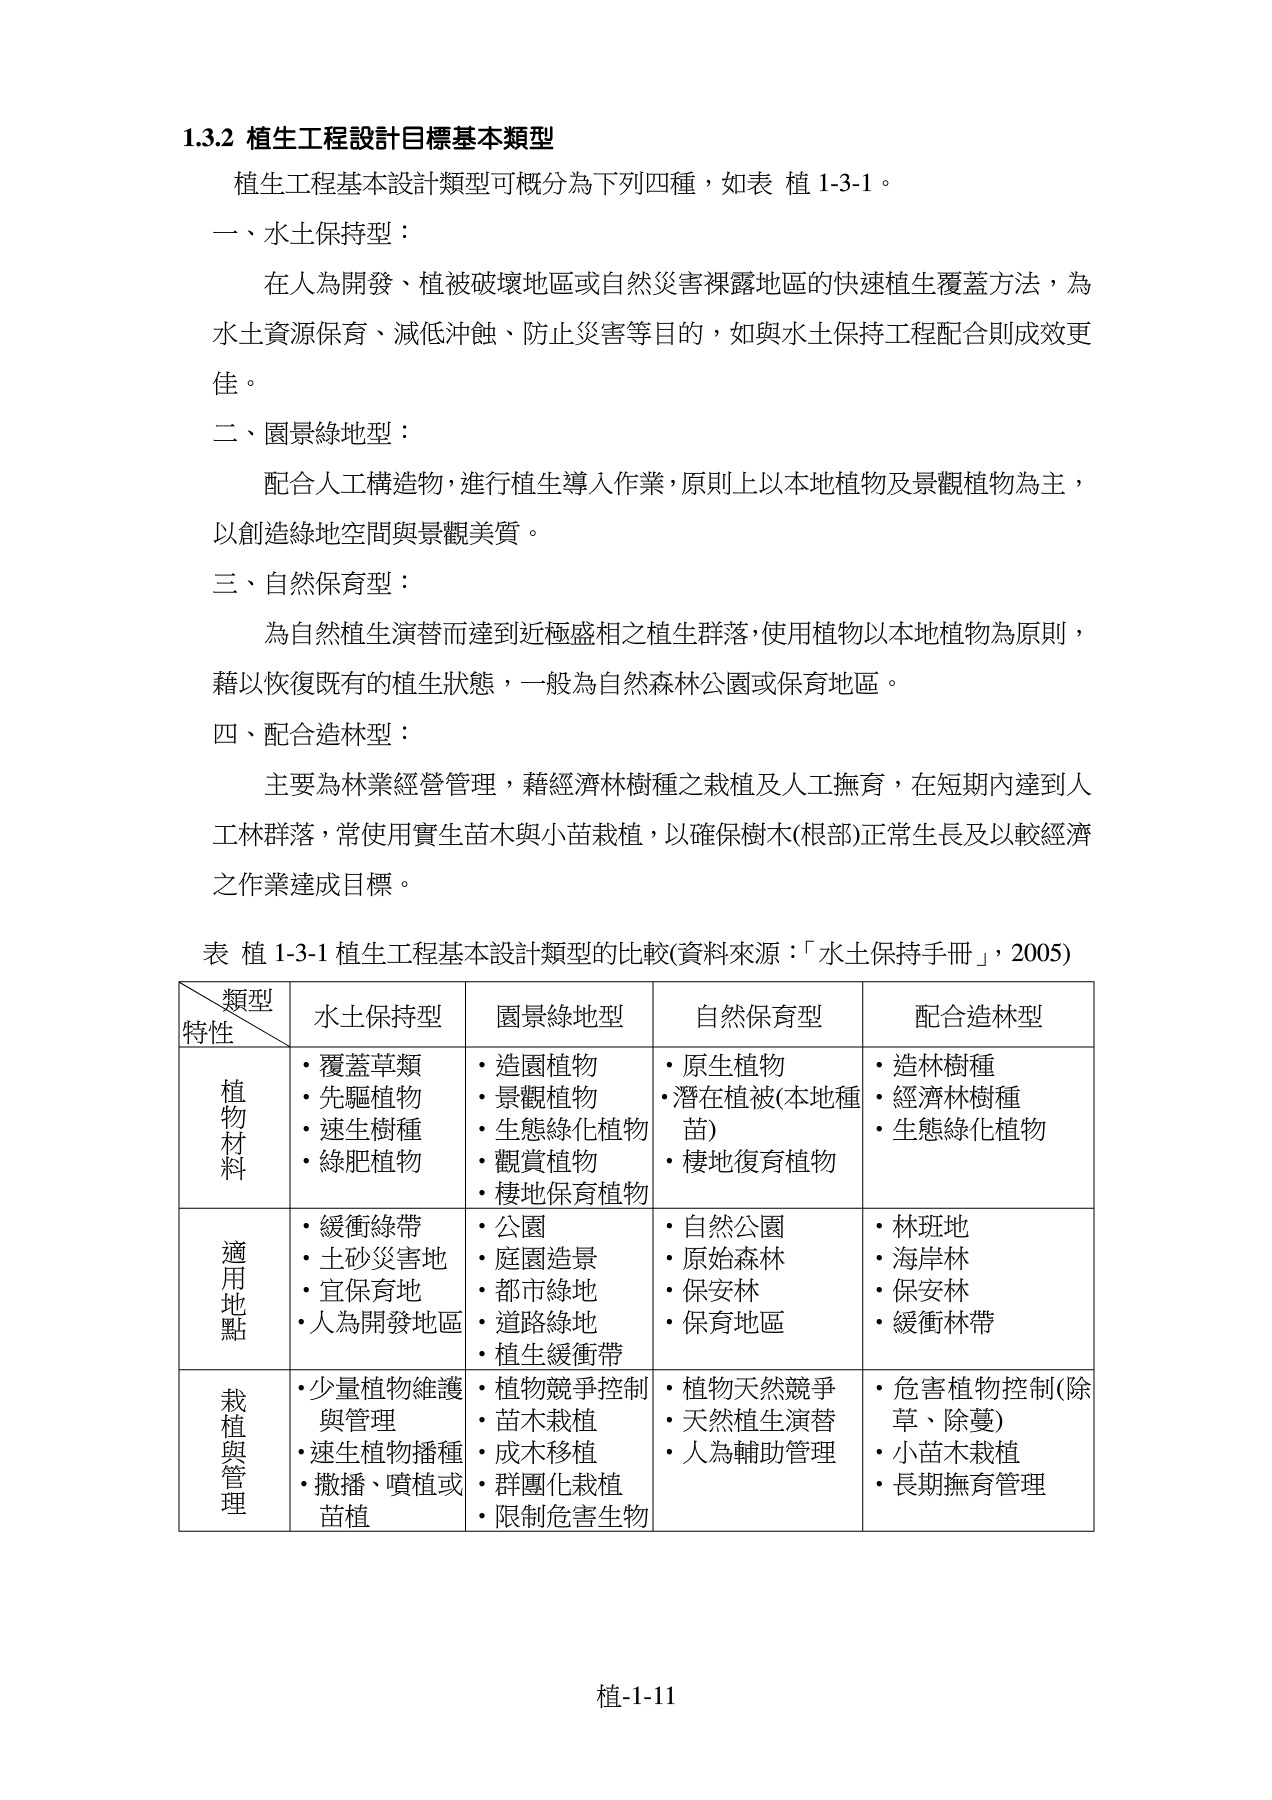 1.3.2 植生工程設計目標基本類型
植生工程基本設計類型可概分為下列四種，如表 植 1-3-1。
一、水土保持型：
在人為開發、植被破壞地區或自然災害裸露地區的快速植生覆蓋方法，為
水土資源保育、減低沖蝕、防止災害等目的，如與水土保持工程配合則成效更
佳。
二、園景綠地型：
配合人工構造物，進行植生導入作業，原則上以本地植物及景觀植物為主，
以創造綠地空間與景觀美質。
三、自然保育型：
為自然植生演替而達到近極盛相之植生群落，使用植物以本地植物為原則，
藉以恢復既有的植生狀態，一般為自然森林公園或保育地區。
四、配合造林型：
主要為林業經營管理，藉經濟林樹種之栽植及人工撫育，在短期內達到人
工林群落，常使用實生苗木與小苗栽植，以確保樹木(根部)正常生長及以較經濟
之作業達成目標。
表 植 1-3-1 植生工程基本設計類型的比較(資料來源：「水土保持手冊」，2005)
類型
特性
水土保持型
園景綠地型
自然保育型
配合造林型
植物材料
・覆蓋草類
・先驅植物
・速生樹種
・綠肥植物
・造園植物
・景觀植物
・生態綠化植物
・觀賞植物
・棲地保育植物
・原生植物
・潛在植被(本地種
苗)
・棲地復育植物
・造林樹種
・經濟林樹種
・生態綠化植物
適用地點
・緩衝綠帶
・土砂災害地
・宜保育地
・人為開發地區
・公園
・庭園造景
・都市綠地
・道路綠地
・植生緩衝帶
・自然公園
・原始森林
・保安林
・保育地區
・林班地
・海岸林
・保安林
・緩衝林帶
栽植與管理
・少量植物維護
與管理
・速生植物播種
・撒播、噴植或
苗植
・植物競爭控制
・苗木栽植
・成木移植
・群團化栽植
・限制危害生物
・植物天然競爭
・天然植生演替
・人為輔助管理
・危害植物控制(除
草、除蔓)
・小苗木栽植
・長期撫育管理
植-1-11